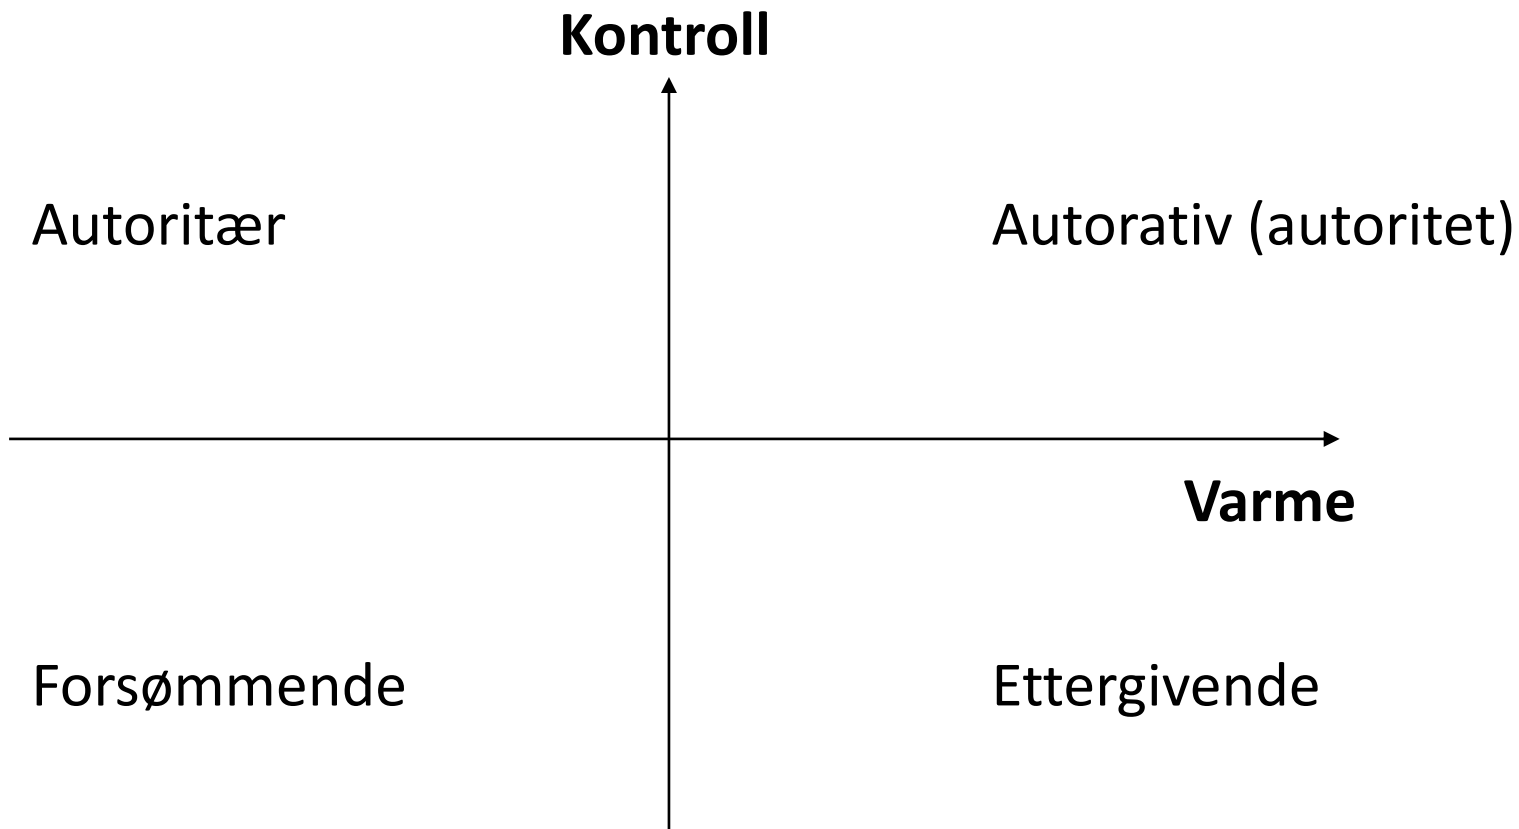 Kontroll
Autoritær
Autorativ (autoritet)
Varme
Forsømmende
Ettergivende